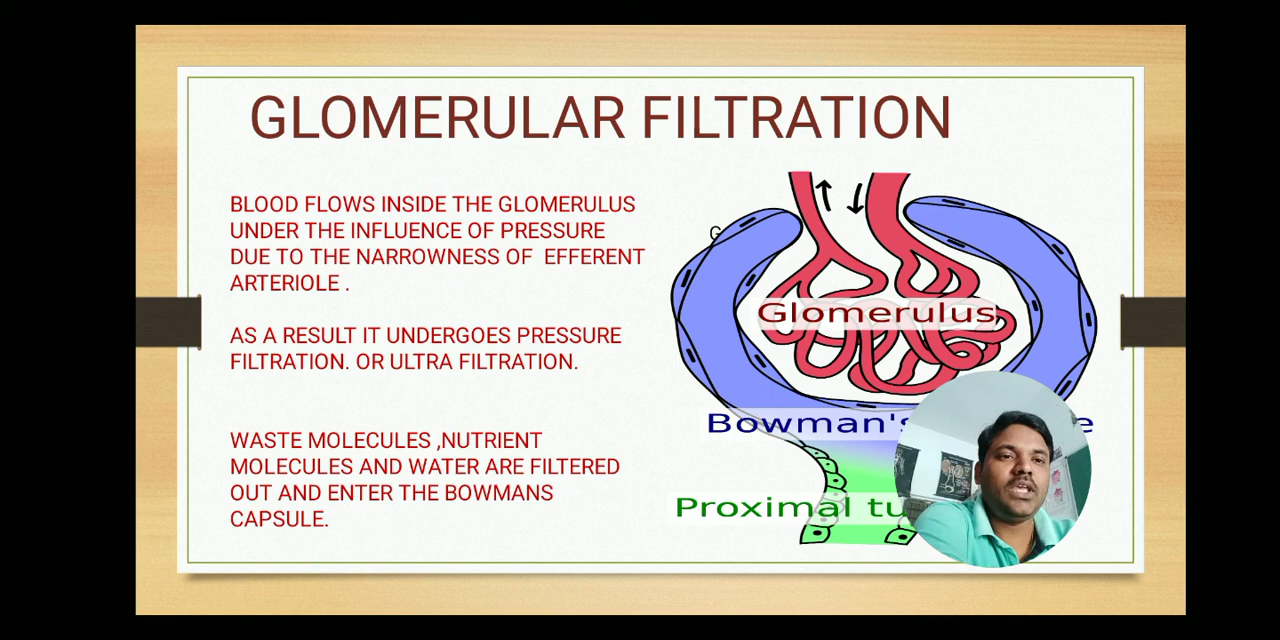 GLOMERULAR FILTRATION
BLOOD FLOWS INSIDE THE GLOMERULUS
UNDER THE INFLUENCE OF PRESSURE
DUE TO THE NARROWNESS OF  EFFERENT
ARTERIOLE .
AS A RESULT IT UNDERGOES PRESSURE
FILTRATION. OR ULTRA FILTRATION.
WASTE MOLECULES ,NUTRIENT
MOLECULES AND WATER ARE FILTERED
OUT AND ENTER THE BOWMANS
CAPSULE.
G
Glomerulus
Bowman's e
Proximal tu